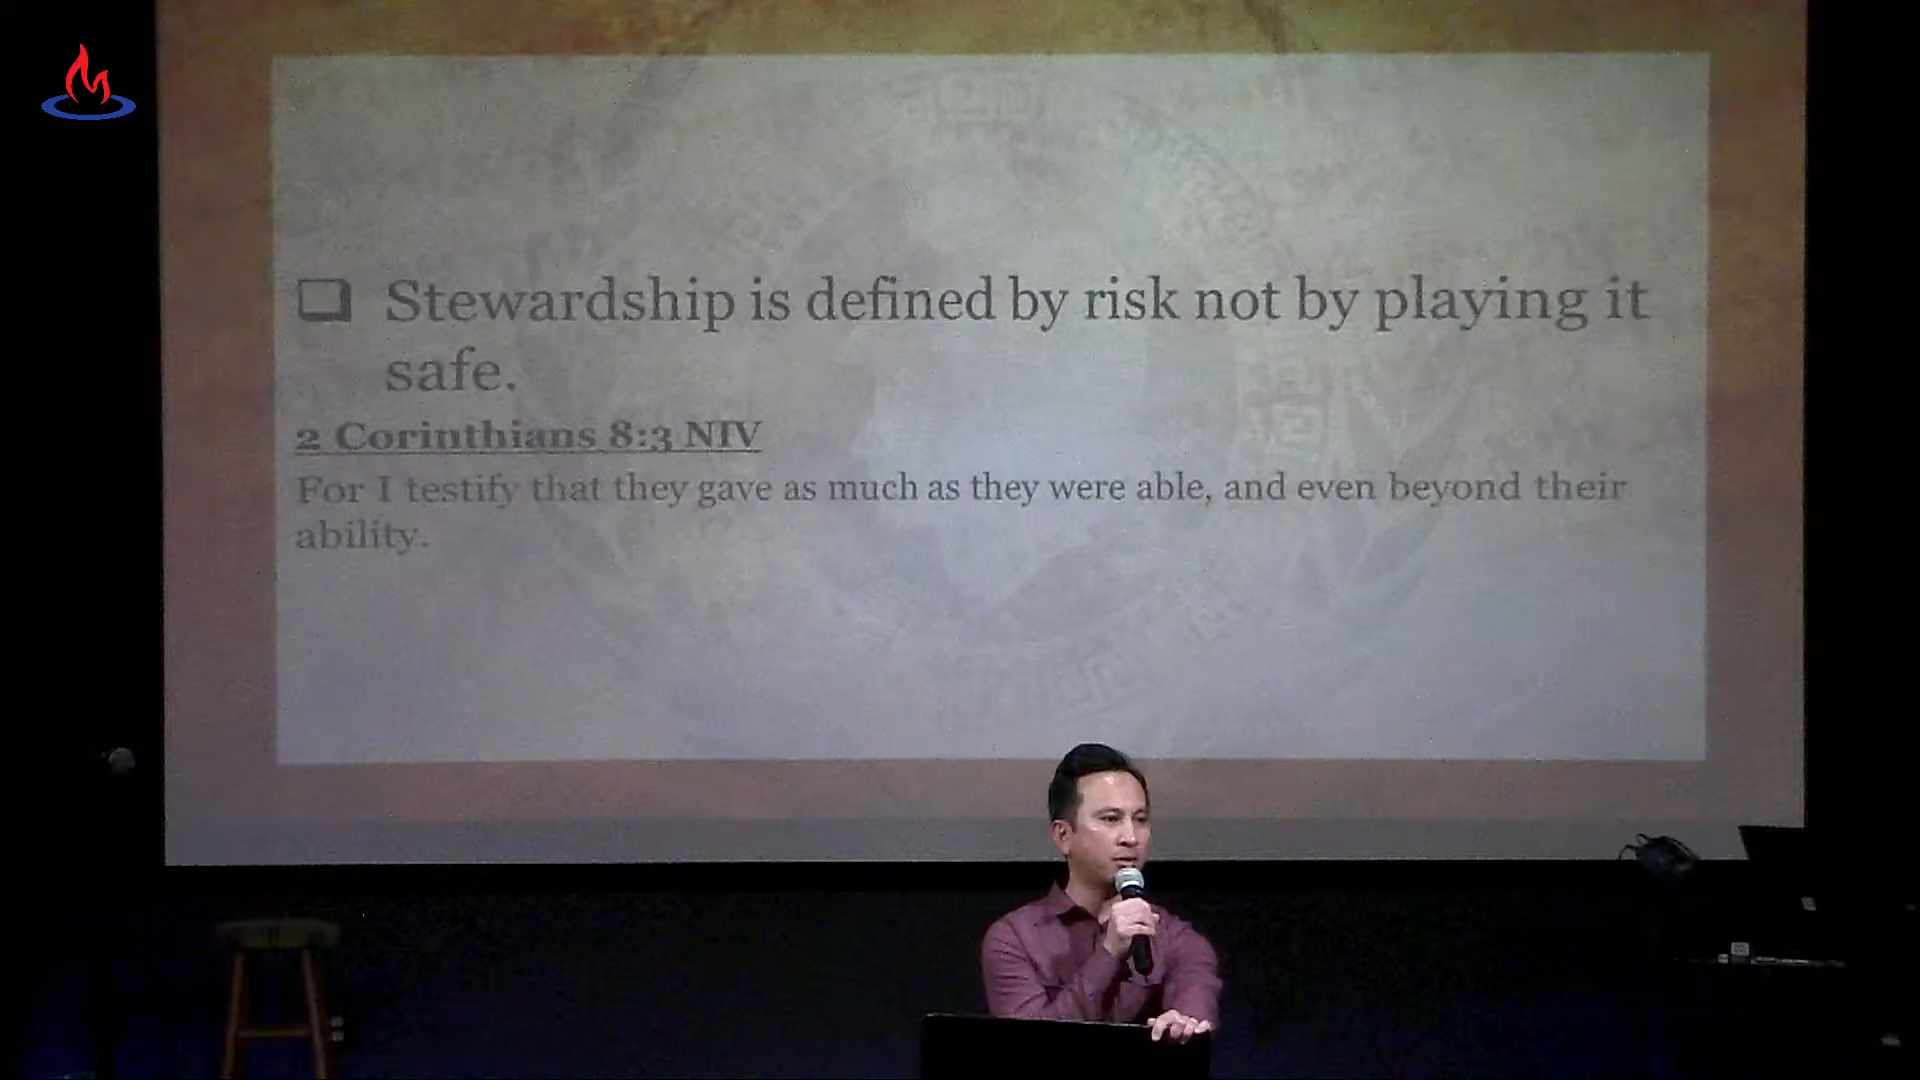 Stewardship is defined by risk not by playing it
safe.
2 Corinthians 8:3 NIV
For I testify that they gave as much as they were able, and even beyond their
ability.